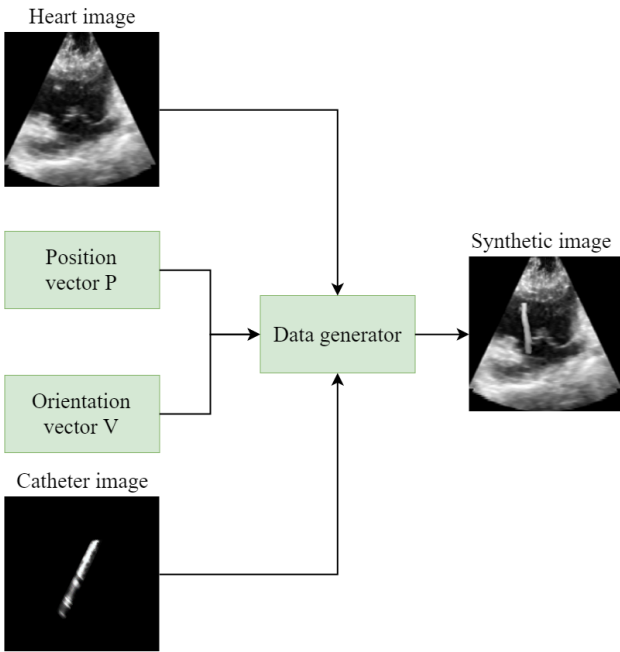 Heart image
Position
vector P
Synthetic image
Data generator
Orientation
vector V
Catheter image